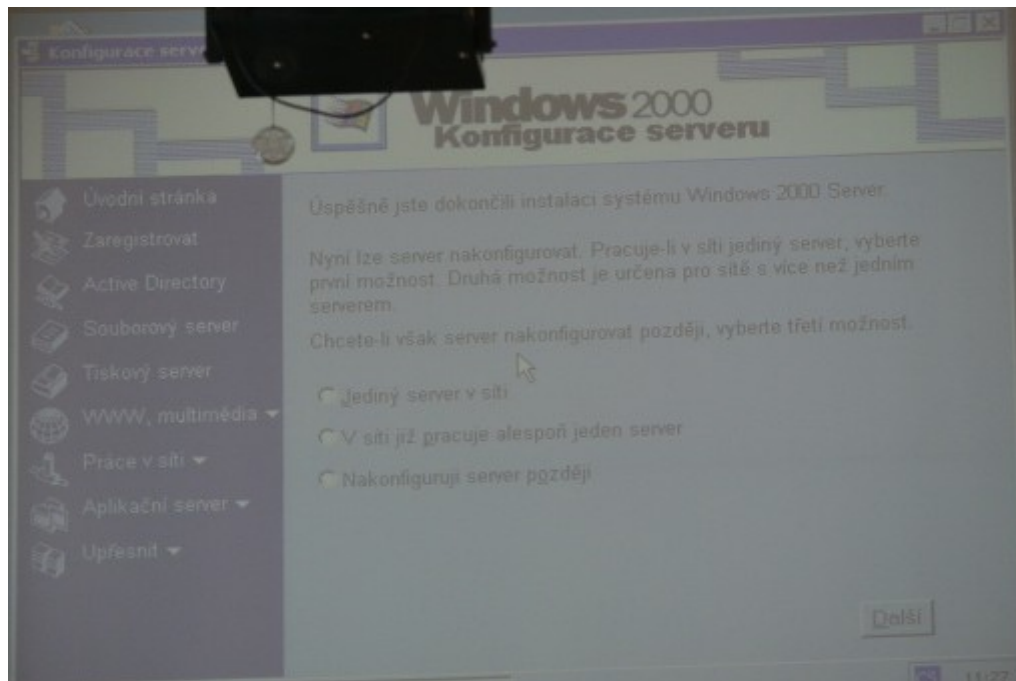 Konfigurace serv
Windows 2000
Konfigurace serveru
Úvodní stránka
Zaregistrovat
Active Directory
Souborový server
Tiskový server
WWW, multimédia
Práce v síti
Aplikační server
Upřesnit
Úspěšně jste dokončili instalaci systému Windows 2000 Server.
Nyní lze server nakonfigurovat. Pracuje-li v síti jediný server, vyberte
první možnost. Druhá možnost je určena pro sítě s více než jedním
serverem.
Chcete-li však server nakonfigurovat později, vyberte třetí možnost.
Jediný server v síti
V síti již pracuje alespoň jeden server
Nakonfiguruji server později
Další
11:27